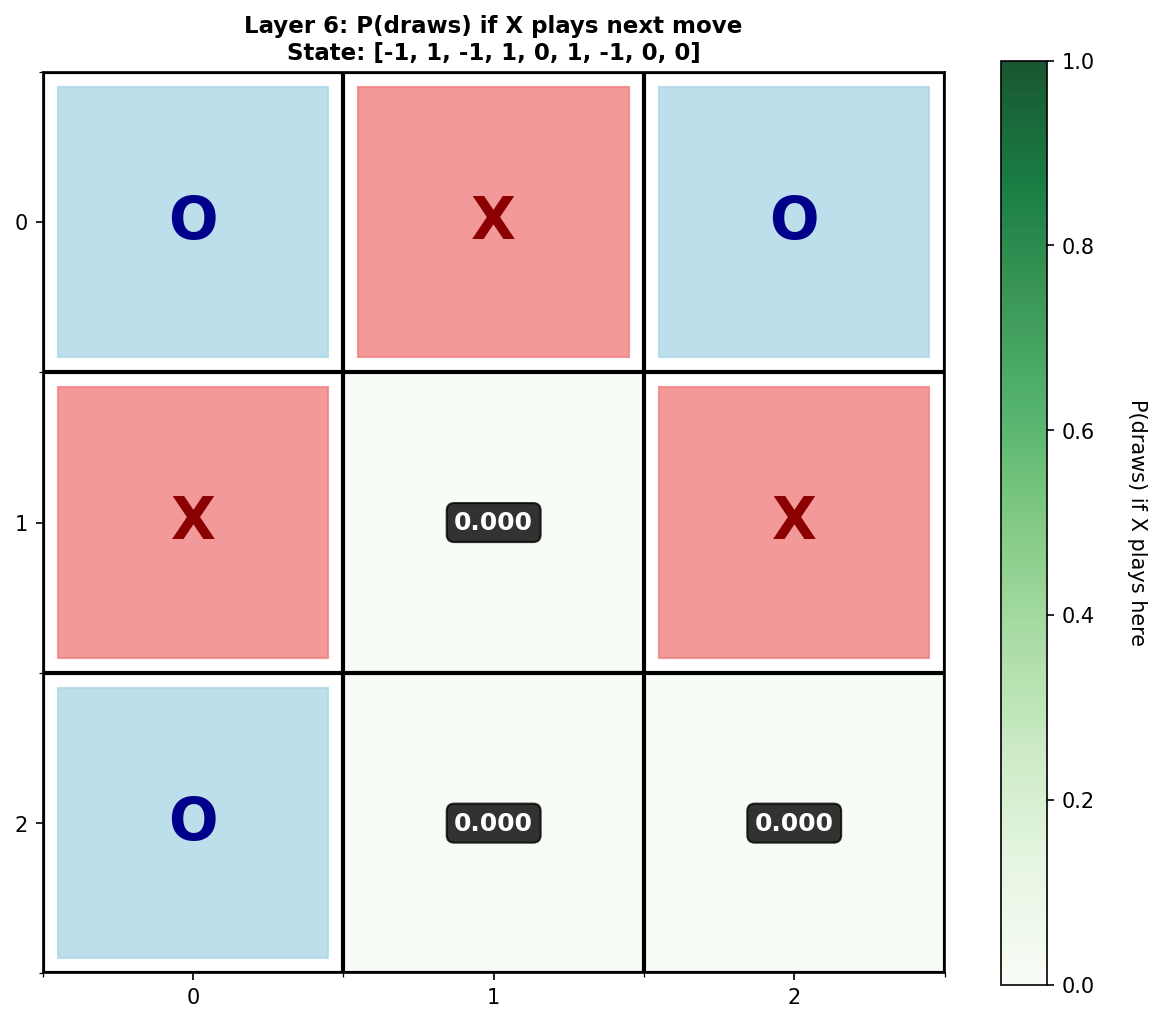 Layer 6: P(draws) if X plays next move
State: [-1, 1, -1, 1, 0, 1, -1, 0, 0]
O X O
X 0.000 X
O 0.000 0.000
0
1
2
0 1 2
1.0
0.8
0.6
0.4
0.2
0.0
P(draws) if X plays here